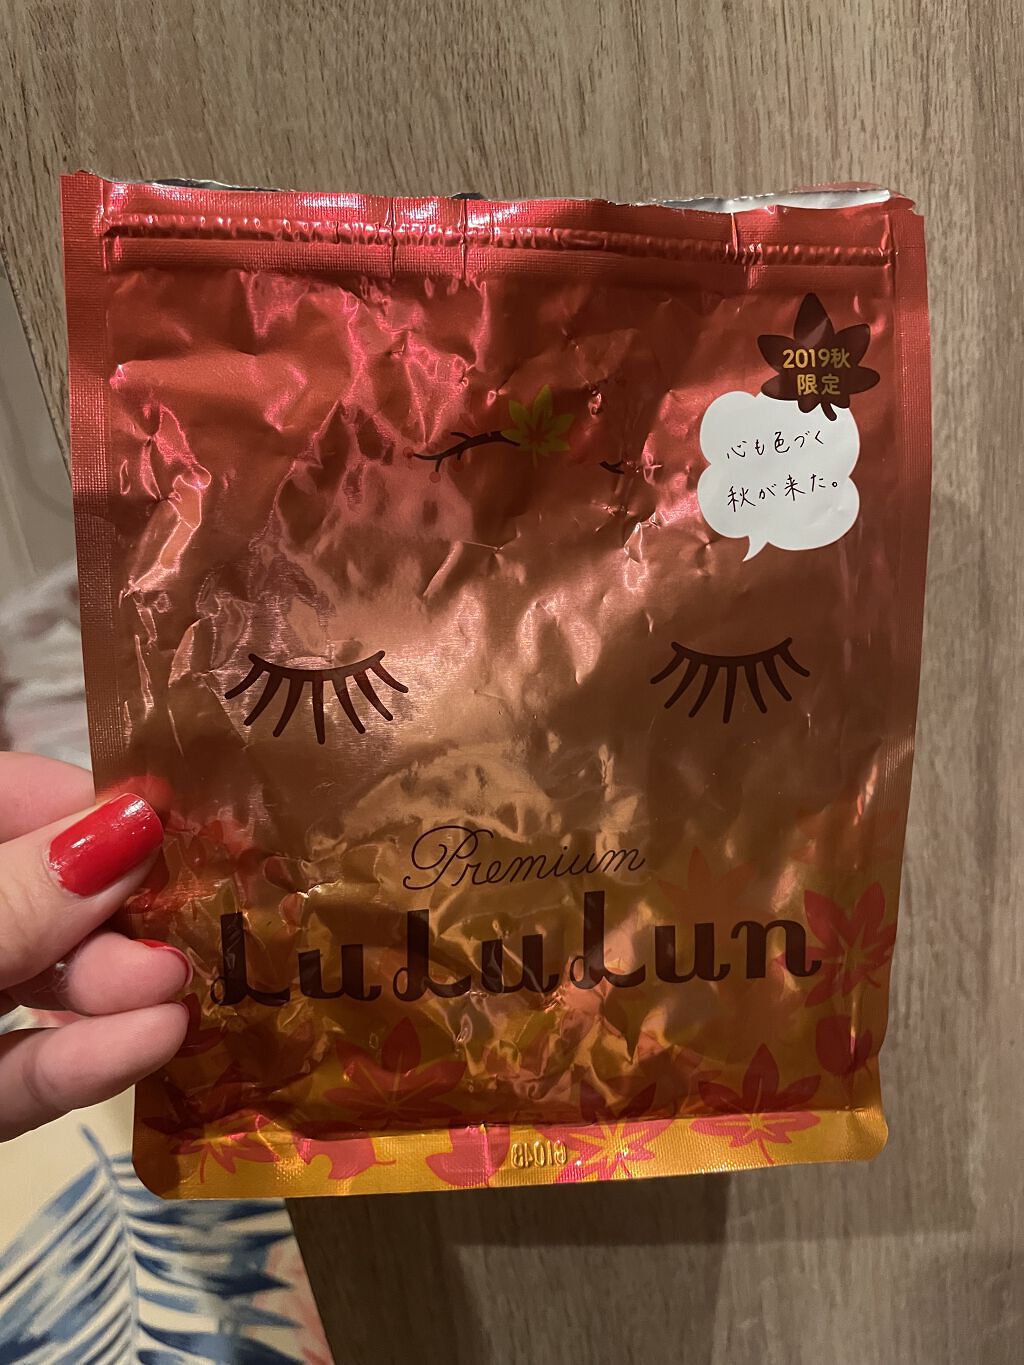 2019秋
限定
心も色づく
秋が来た。
Premium
LuLuLun